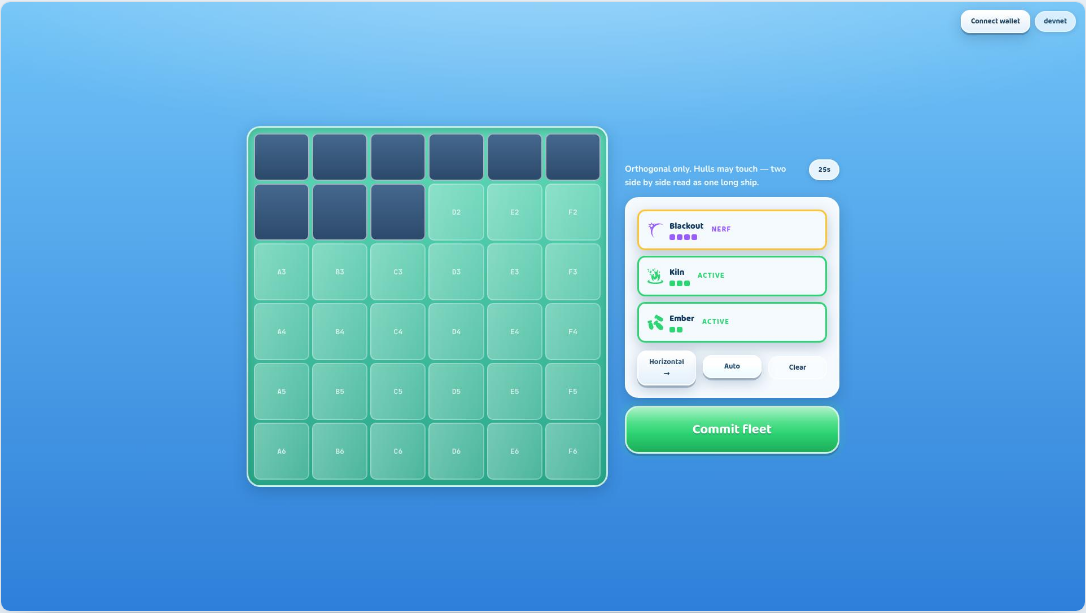 Connect wallet
devnet
Orthogonal only. Hulls may touch — two
side by side read as one long ship.
25s
Blackout NERF
Kiln ACTIVE
Ember ACTIVE
Horizontal
→
Auto
Clear
Commit fleet
D2 E2 F2
A3 B3 C3 D3 E3 F3
A4 B4 C4 D4 E4 F4
A5 B5 C5 D5 E5 F5
A6 B6 C6 D6 E6 F6